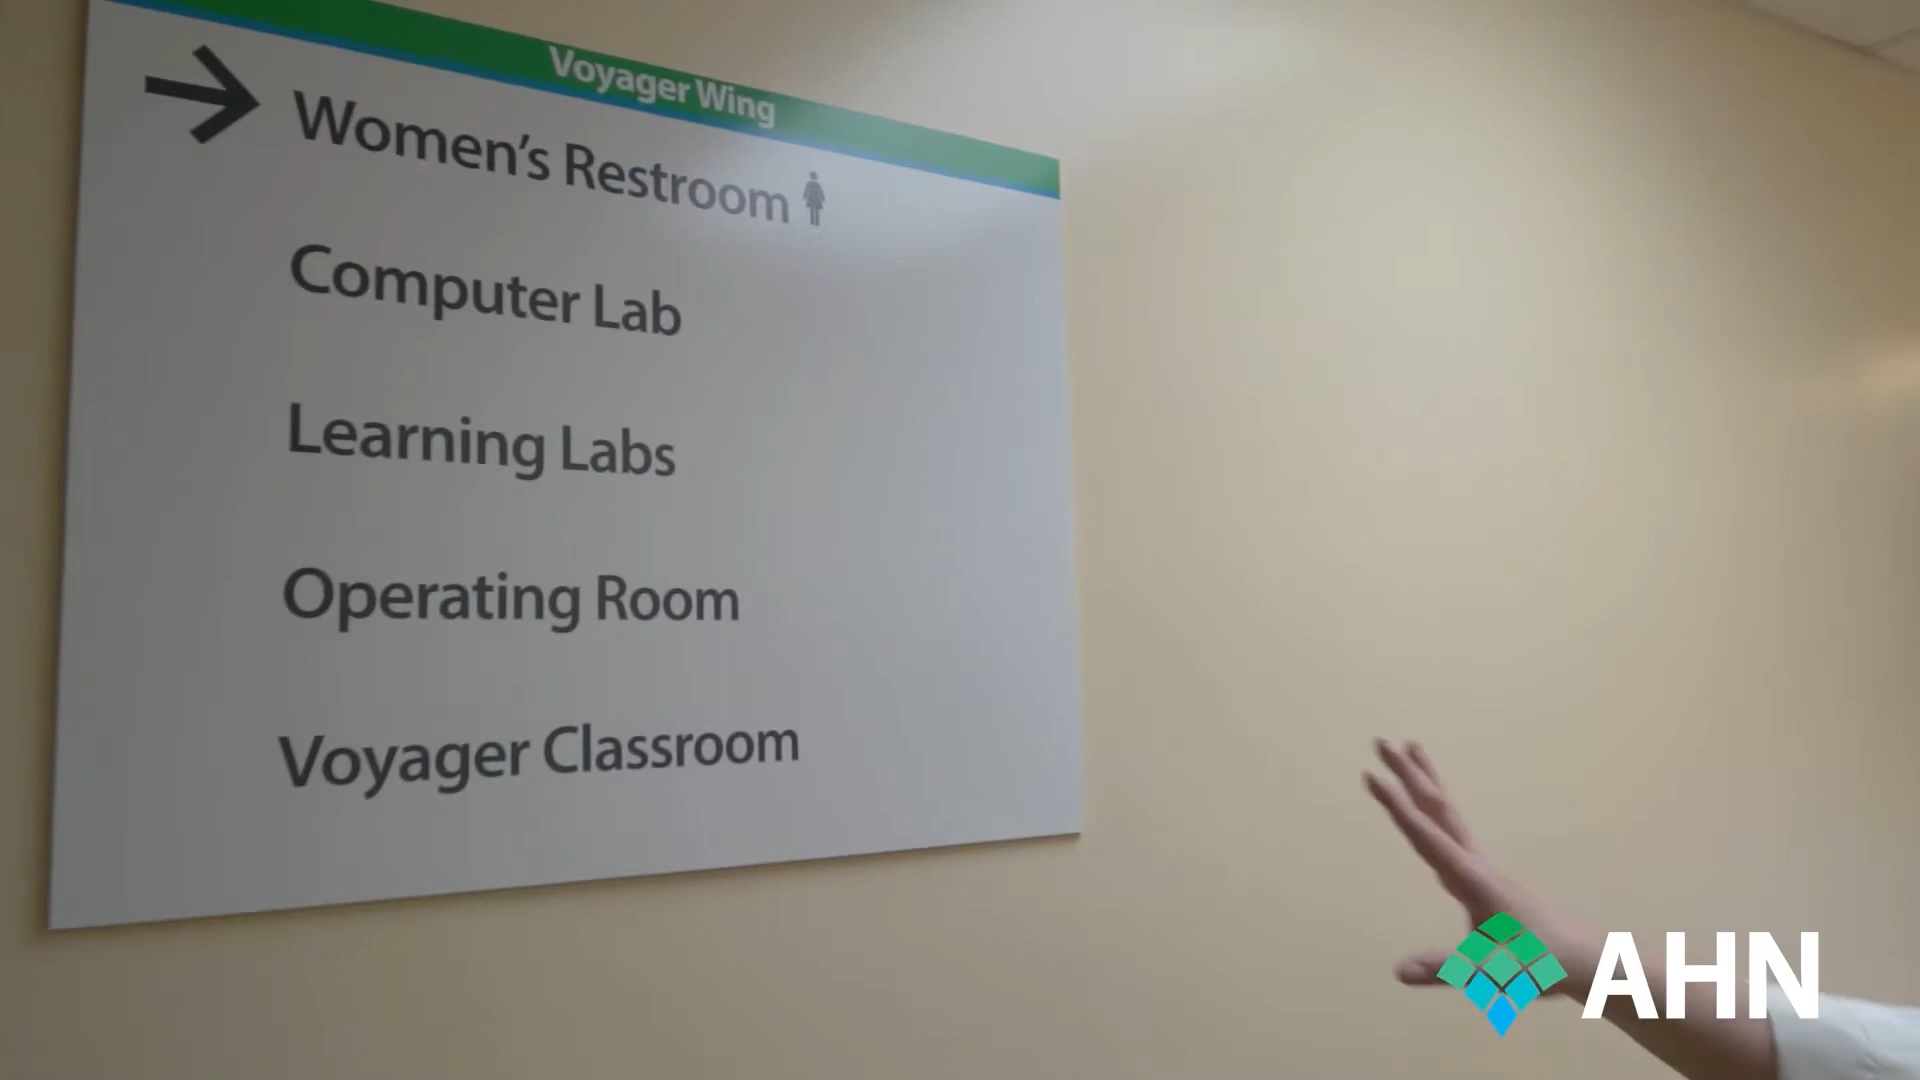 Voyager Wing
Women's Restroom
Computer Lab
Learning Labs
Operating Room
Voyager Classroom
AHN